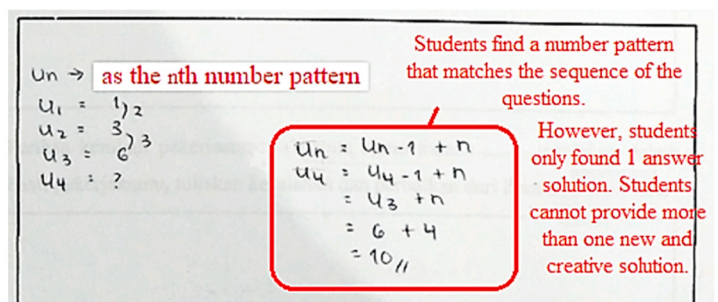 Students find a number pattern
that matches the sequence of the
questions.
Un → as the nth number pattern
U1 = 1
2
U2 = 3
3
U3 = 6
U4 = ?
Un = Un-1 + n
U4 = U4-1 + n
= U3 + n
= 6 + 4
= 10 //
However, students
only found 1 answer
solution. Students
cannot provide more
than one new and
creative solution.